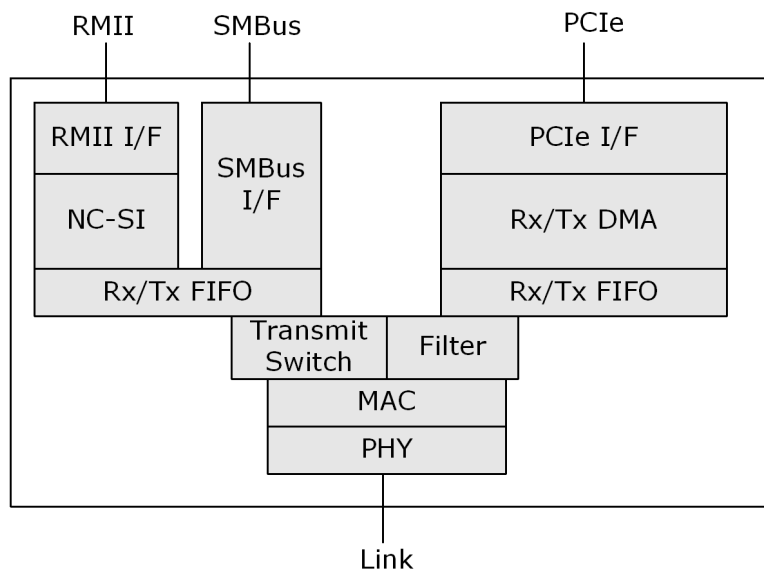 RMII
SMBus
PCIe
RMII I/F
SMBus
I/F
PCIe I/F
NC-SI
Rx/Tx DMA
Rx/Tx FIFO
Rx/Tx FIFO
Transmit
Switch
Filter
MAC
PHY
Link